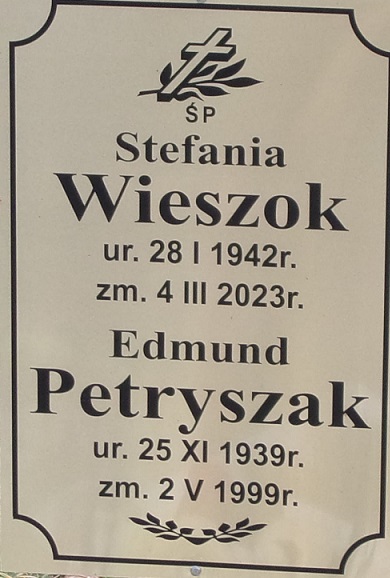 ŚP
Stefania
Wieszok
ur. 28 I 1942r.
zm. 4 III 2023r.
Edmund
Petryszak
ur. 25 XI 1939r.
zm. 2 V 1999r.